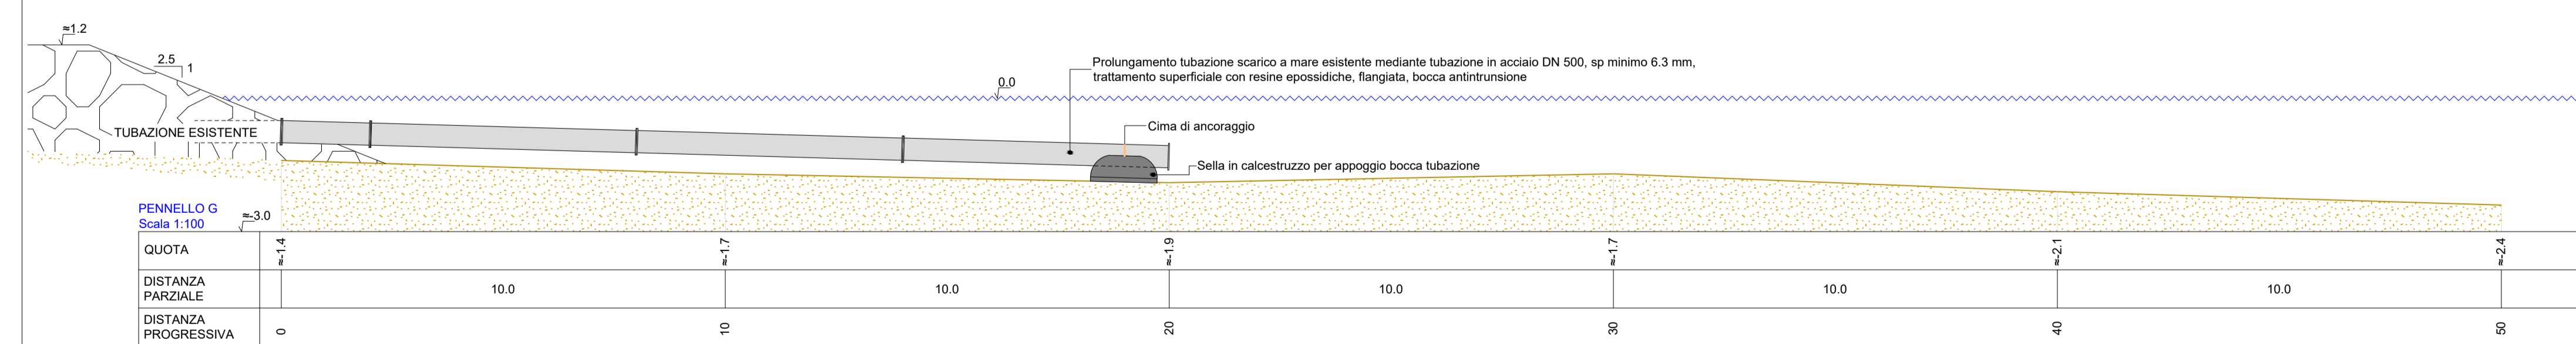 ≈1.2
2.5
1
Prolungamento tubazione scarico a mare esistente mediante tubazione in acciaio DN 500, sp minimo 6.3 mm,
trattamento superficiale con resine epossidiche, flangiata, bocca antintrunsione
0.0
TUBAZIONE ESISTENTE
Cima di ancoraggio
Sella in calcestruzzo per appoggio bocca tubazione
PENNELLO G
Scala 1:100
≈-3.0
QUOTA
≈-1.4
≈-1.7
≈-1.9
≈-1.7
≈-2.1
≈-2.4
DISTANZA
PARZIALE
10.0
10.0
10.0
10.0
10.0
DISTANZA
PROGRESSIVA
0
10
20
30
40
50